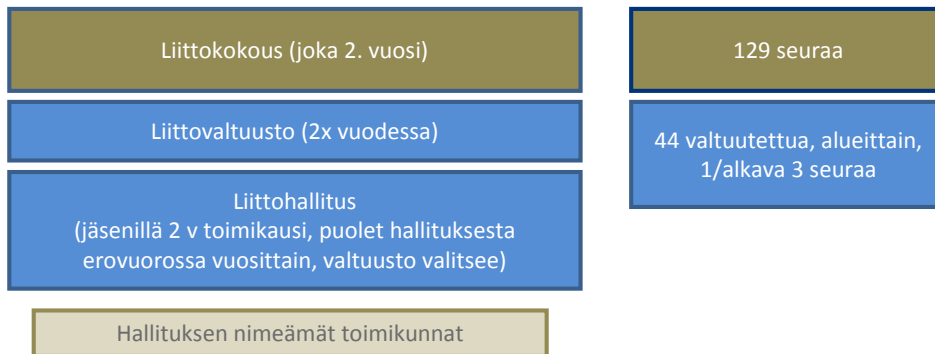 Liittokokous (joka 2. vuosi)
129 seuraa
Liittovaltuusto (2x vuodessa)
44 valtuutettua, alueittain,
1/alkava 3 seuraa
Liittohallitus
(jäsenillä 2 v toimikausi, puolet hallituksesta
erovuorossa vuosittain, valtuusto valitsee)
Hallituksen nimeämät toimikunnat